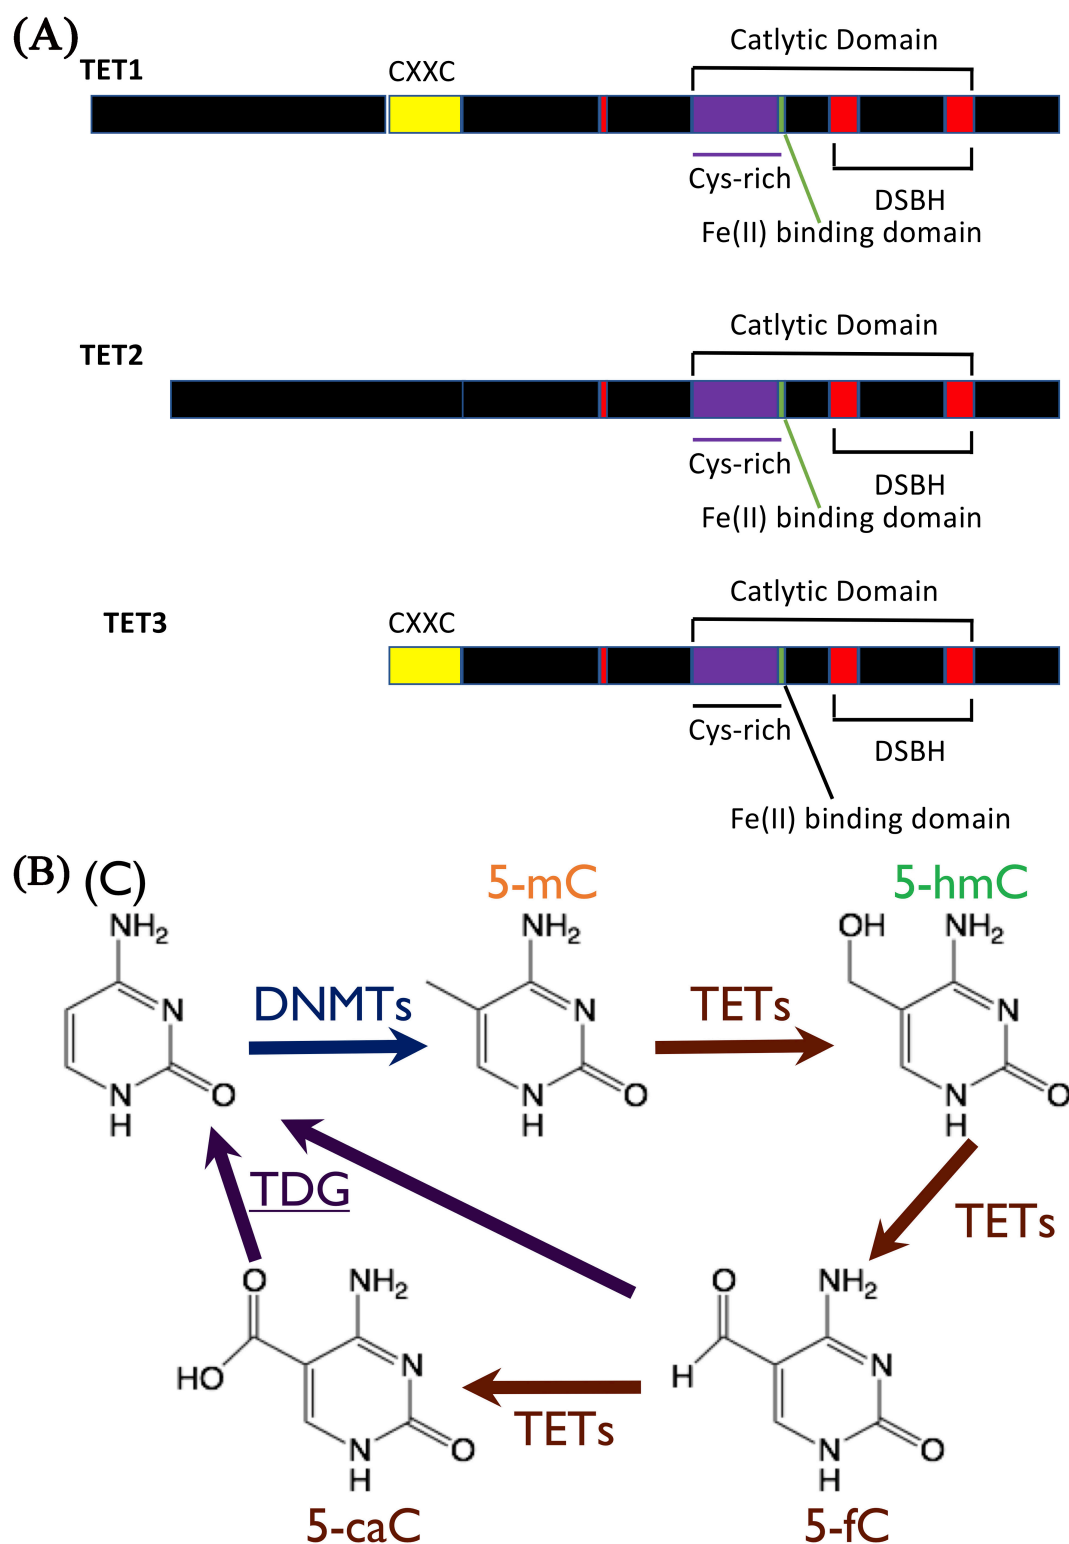 (A)
TET1
CXXC
Catlytic Domain
Cys-rich
DSBH
Fe(II) binding domain
TET2
Catlytic Domain
Cys-rich
DSBH
Fe(II) binding domain
TET3
CXXC
Catlytic Domain
Cys-rich
DSBH
Fe(II) binding domain
(B)
(C)
5-mC
5-hmC
NH2
N
O
N
H
DNMTs
NH2
N
O
N
H
TETs
OH
NH2
N
O
N
H
TDG
TETs
O
HO
NH2
N
O
N
H
TETs
O
H
NH2
N
O
N
H
5-caC
5-fC